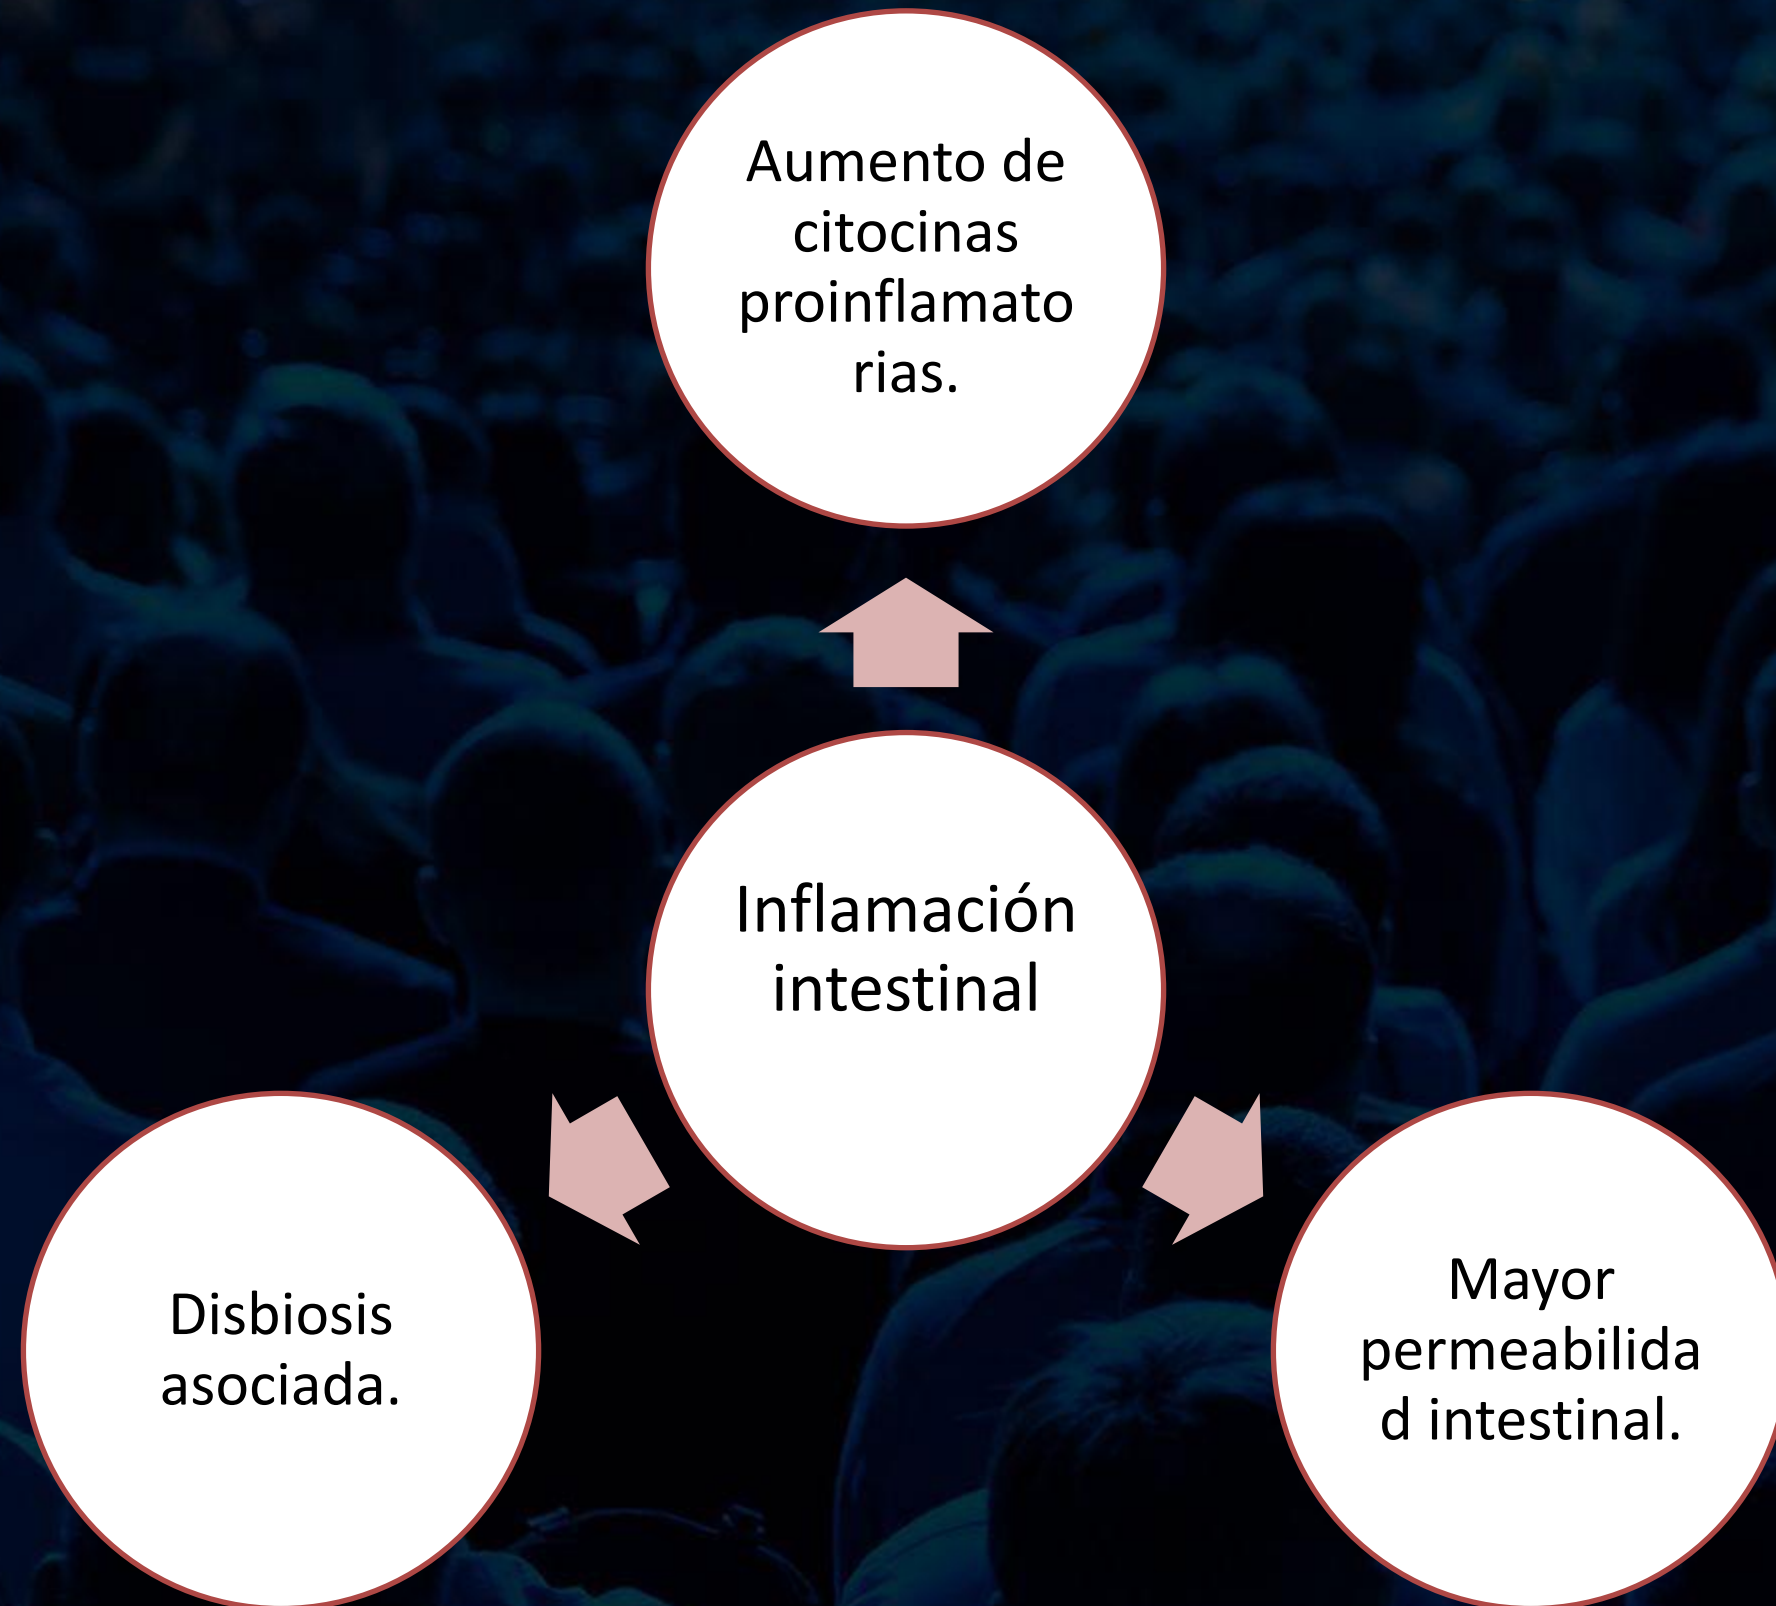 Aumento de
citocinas
proinflamato
rias.
Inflamación
intestinal
Disbiosis
asociada.
Mayor
permeabilida
d intestinal.